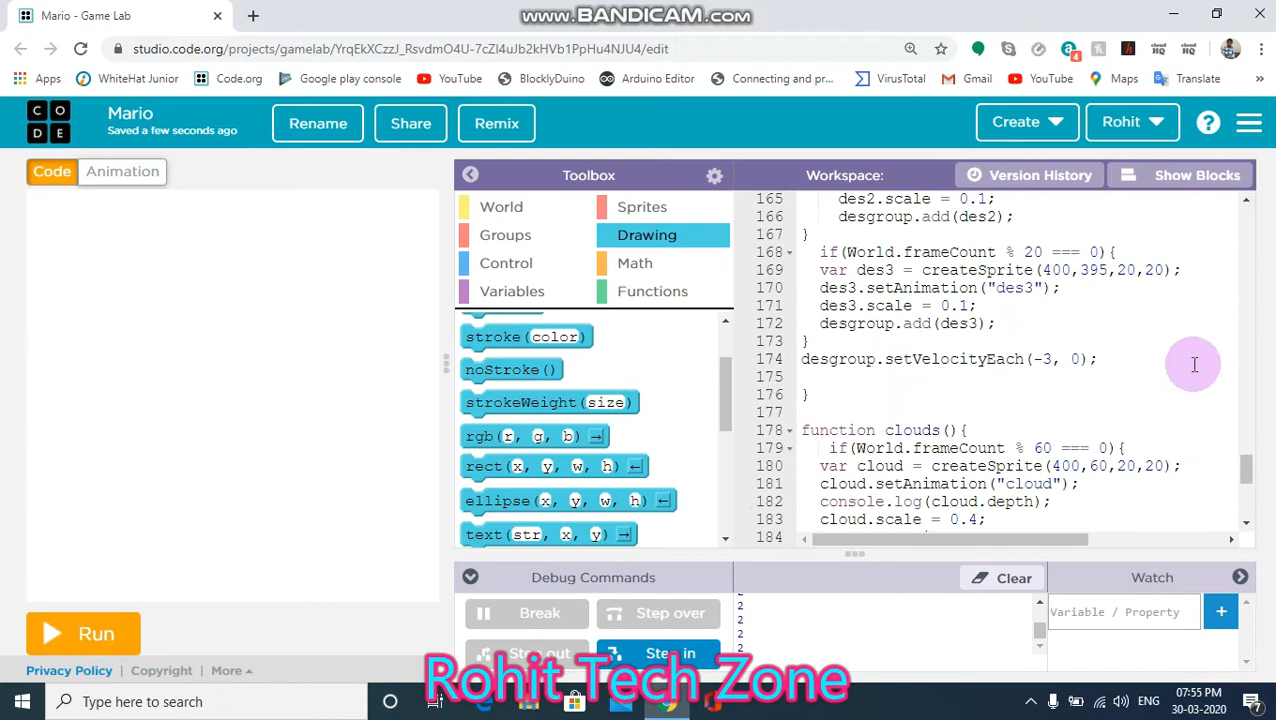 Mario - Game Lab
www.BANDICAM.com
studio.code.org/projects/gamelab/YrqEkXCzzJ_RsvdmO4U-7cZl4uJb2kHVb1PpHu4NJU4/edit
Apps WhiteHat Junior Code.org Google play console YouTube BlocklyDuino Arduino Editor Connecting and pr... VirusTotal Gmail YouTube Maps Translate »
C O D E
Mario
Saved a few seconds ago
Rename Share Remix Create Rohit
Code Animation
Toolbox
Workspace: Version History Show Blocks
World Sprites
Groups Drawing
Control Math
Variables Functions
stroke(color)
noStroke()
strokeWeight(size)
rgb(r, g, b)
rect(x, y, w, h)
ellipse(x, y, w, h)
text(str, x, y)
165 des2.scale = 0.1;
166 desgroup.add(des2);
167 }
168 if(World.frameCount % 20 === 0){
169 var des3 = createSprite(400,395,20,20);
170 des3.setAnimation("des3");
171 des3.scale = 0.1;
172 desgroup.add(des3);
173 }
174 desgroup.setVelocityEach(-3, 0);
175
176 }
177
178 function clouds(){
179 if(World.frameCount % 60 === 0){
180 var cloud = createSprite(400,60,20,20);
181 cloud.setAnimation("cloud");
182 console.log(cloud.depth);
183 cloud.scale = 0.4;
184
Debug Commands Clear Watch
Break Step over
Step out Step in
2
2
2
2
Variable / Property
Run
Privacy Policy Copyright More
Rohit Tech Zone
Type here to search
ENG
07:55 PM
30-03-2020
7